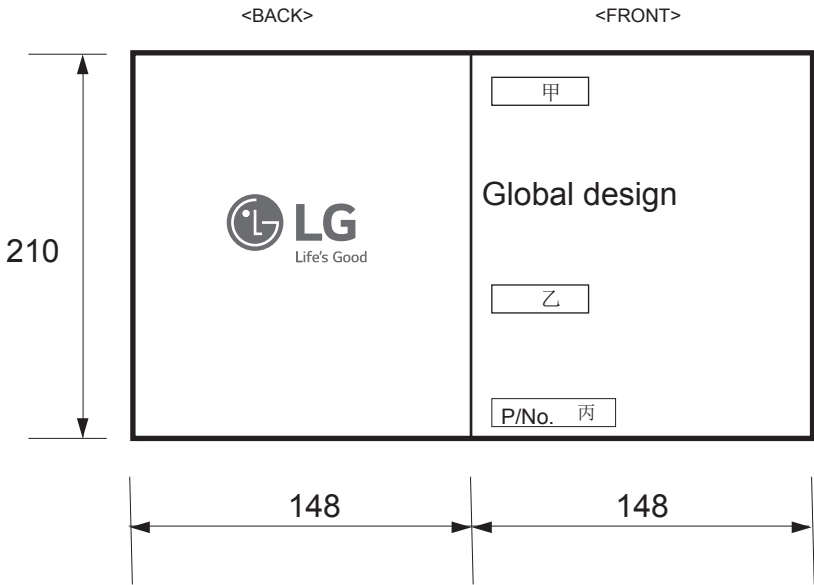 <BACK>
<FRONT>
甲
Global design
LG
Life's Good
210
乙
P/No. 丙
148
148